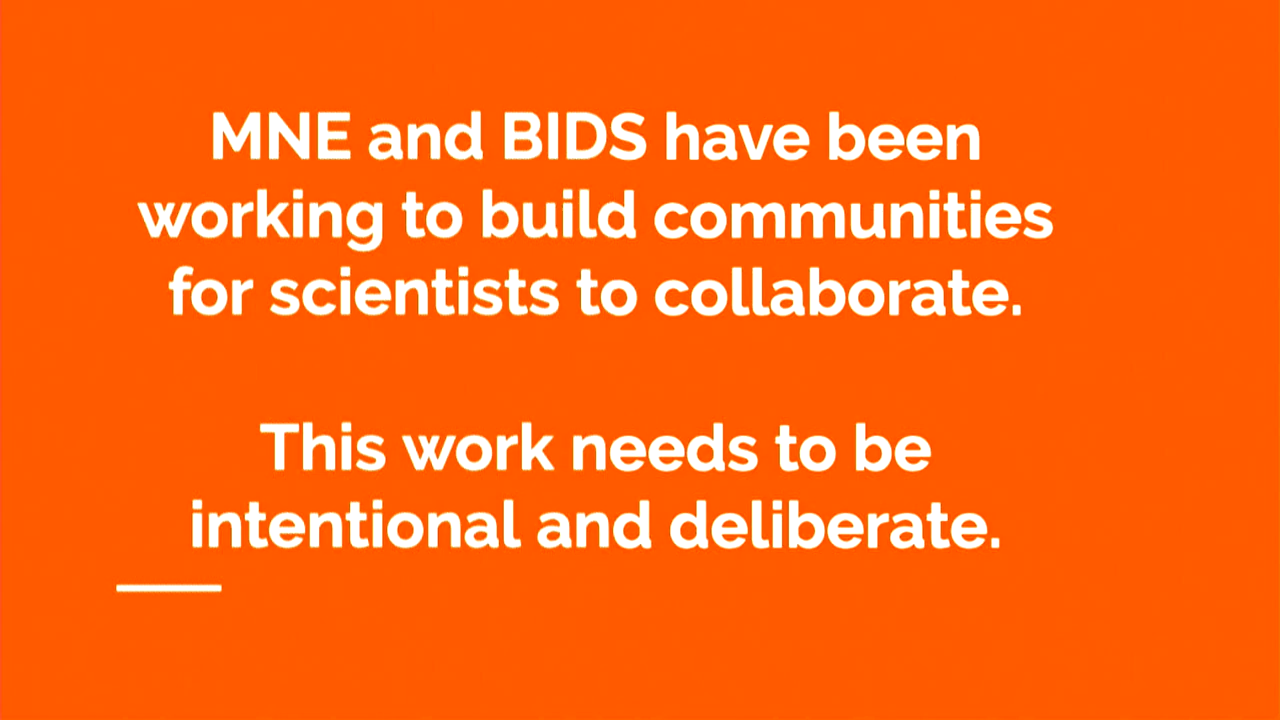 MNE and BIDS have been
working to build communities
for scientists to collaborate.
This work needs to be
intentional and deliberate.